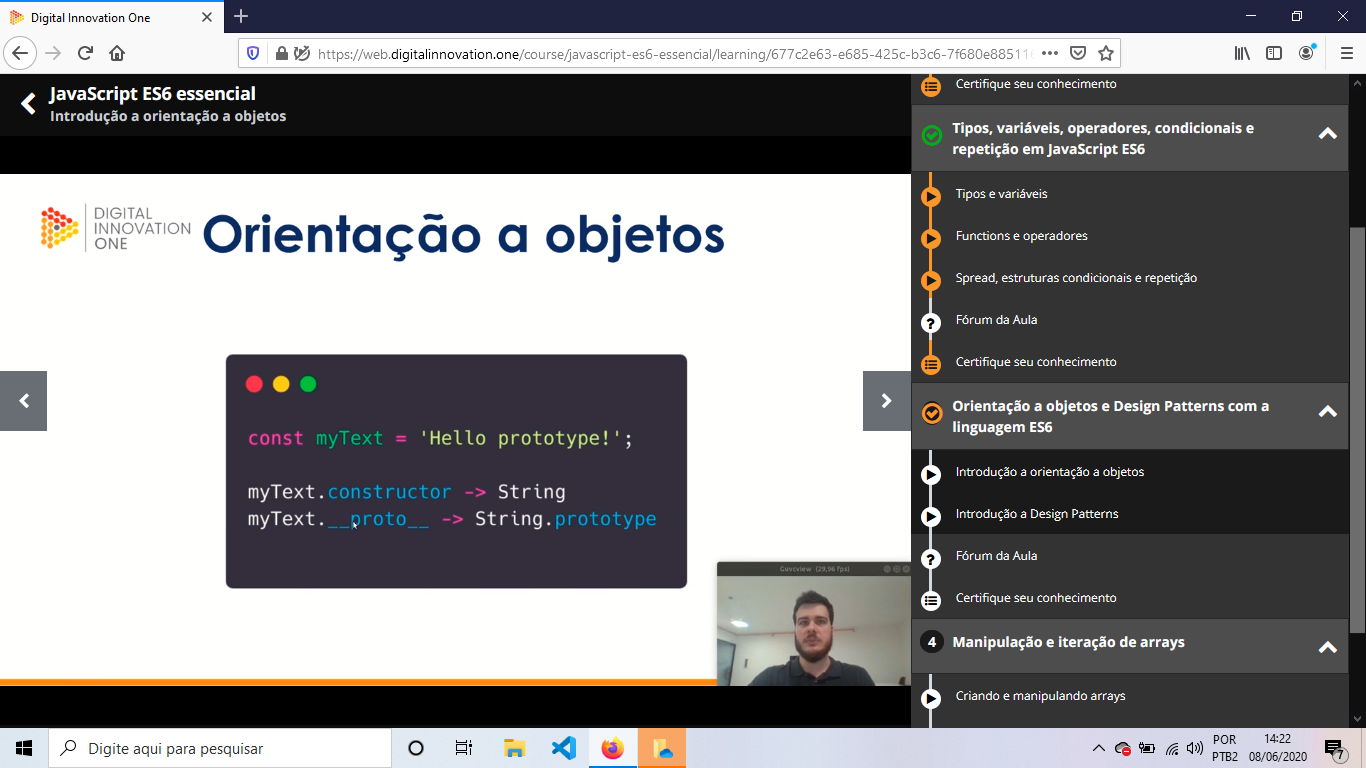 Digital Innovation One
https://web.digitalinnovation.one/course/javascript-es6-essencial/learning/677c2e63-e685-425c-b3c6-7f680e88511
JavaScript ES6 essencial
Introdução a orientação a objetos
DIGITAL
INNOVATION
ONE
Orientação a objetos
const myText = 'Hello prototype!';
myText.constructor -> String
myText.__proto__ -> String.prototype
Guvcview (29,96 fps)
Certifique seu conhecimento
Tipos, variáveis, operadores, condicionais e
repetição em JavaScript ES6
Tipos e variáveis
Functions e operadores
Spread, estruturas condicionais e repetição
? Fórum da Aula
Certifique seu conhecimento
Orientação a objetos e Design Patterns com a
linguagem ES6
Introdução a orientação a objetos
Introdução a Design Patterns
? Fórum da Aula
Certifique seu conhecimento
4 Manipulação e iteração de arrays
Criando e manipulando arrays
Digite aqui para pesquisar
POR
PTB2
14:22
08/06/2020
7